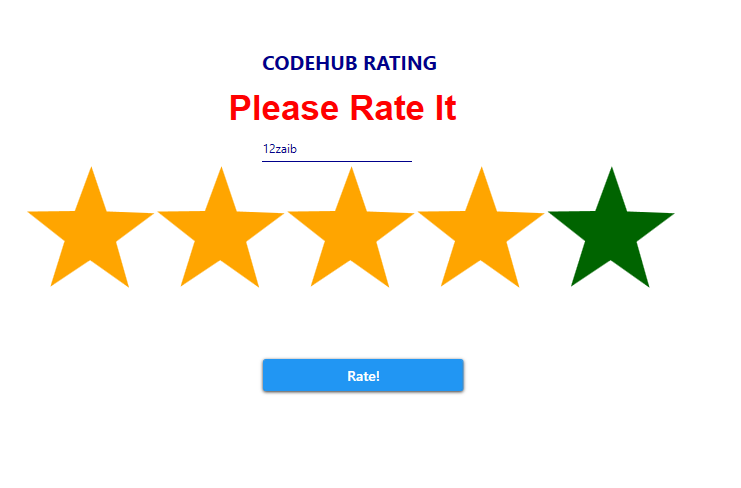 CODEHUB RATING
Please Rate It
12zaib
Rate!